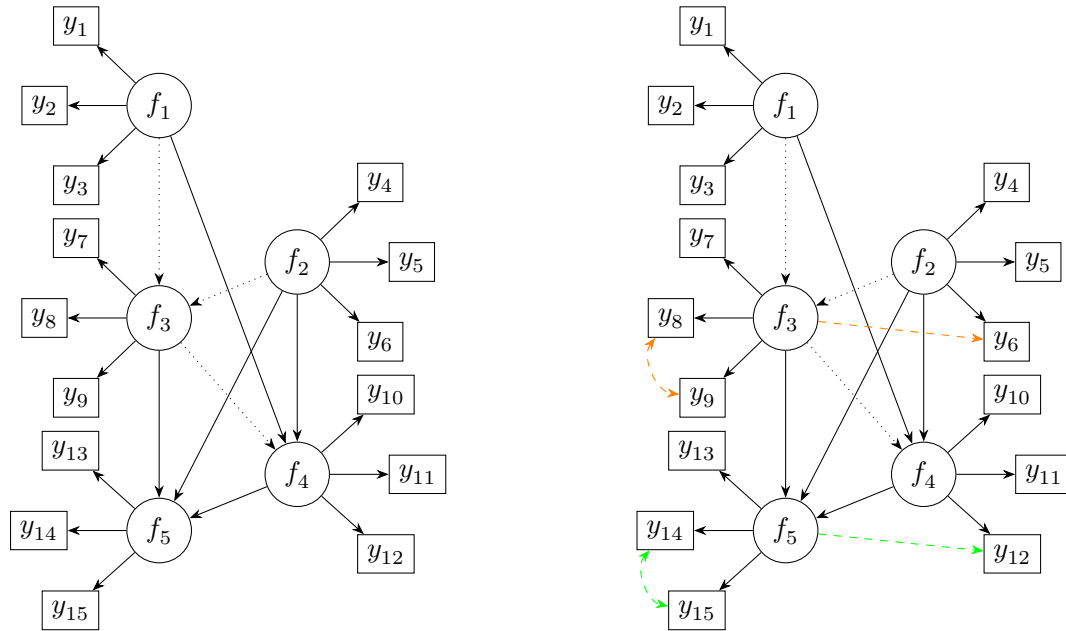 y₁
y₂
f₁
y₃
y₄
y₇
f₂
y₅
y₈
f₃
y₆
y₉
y₁₀
y₁₃
f₄
y₁₁
y₁₄
f₅
y₁₂
y₁₅
y₁
y₂
f₁
y₃
y₄
y₇
f₂
y₅
y₈
f₃
y₆
y₉
y₁₀
y₁₃
f₄
y₁₁
y₁₄
f₅
y₁₂
y₁₅